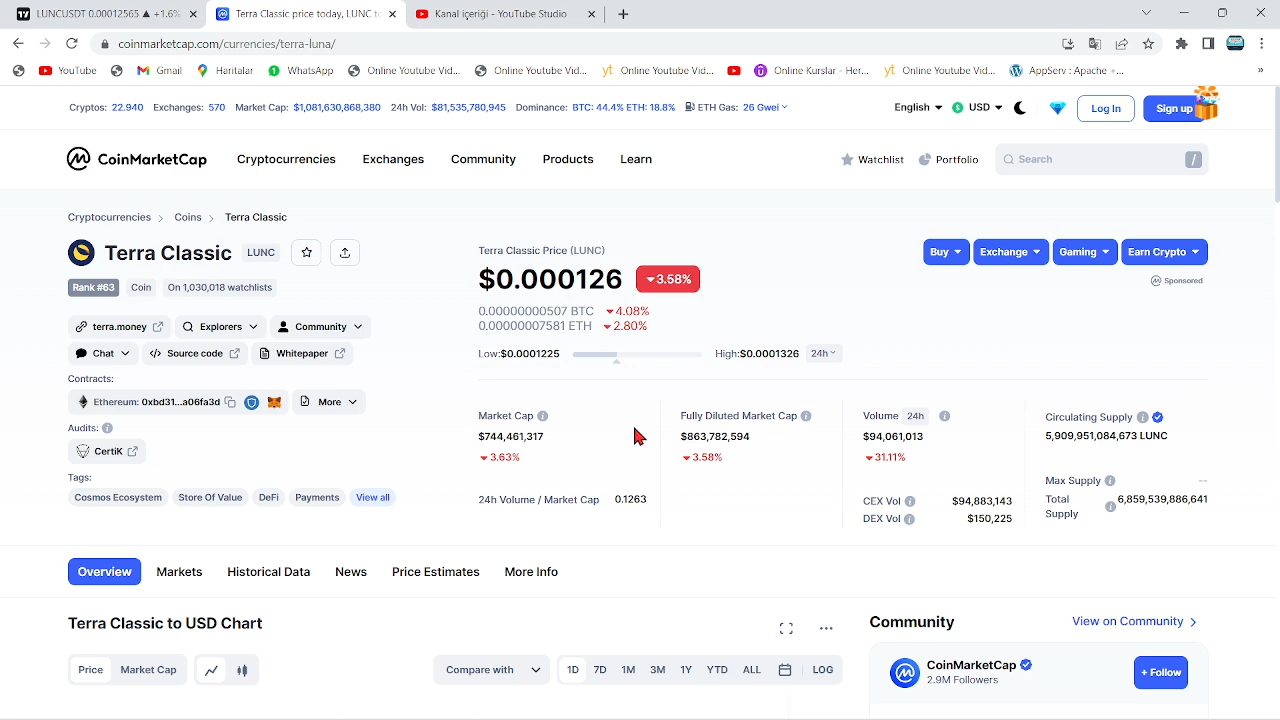 LUNCUSDT 0.00012565 ▲ +1.6%
Terra Classic price today, LUNC to
Kanal içeriği - YouTube Studio
coinmarketcap.com/currencies/terra-luna/
YouTube Gmail Haritalar WhatsApp Online Youtube Vid... Online Youtube Vid... Online Youtube Vid... Online Kurslar - Her... Online Youtube Vid... AppServ : Apache +... »
Cryptos: 22.940 Exchanges: 570 Market Cap: $1,081,630,868,380 24h Vol: $81,535,780,945 Dominance: BTC: 44.4% ETH: 18.8% ETH Gas: 26 Gwei
English USD Log In Sign up
CoinMarketCap Cryptocurrencies Exchanges Community Products Learn Watchlist Portfolio Search /
Cryptocurrencies > Coins > Terra Classic
Terra Classic LUNC
Rank #63 Coin On 1,030,018 watchlists
terra.money Explorers Community
Chat Source code Whitepaper
Contracts:
Ethereum: 0xbd31...a06fa3d More
Audits:
CertiK
Tags:
Cosmos Ecosystem Store Of Value DeFi Payments View all
Terra Classic Price (LUNC)
$0.000126 3.58%
0.00000000507 BTC 4.08%
0.00000007581 ETH 2.80%
Low:$0.0001225 High:$0.0001326 24h
Buy Exchange Gaming Earn Crypto
Sponsored
Market Cap
$744,461,317
3.63%
24h Volume / Market Cap 0.1263
Fully Diluted Market Cap
$863,782,594
3.58%
Volume 24h
$94,061,013
31.11%
CEX Vol $94,883,143
DEX Vol $150,225
Circulating Supply
5,909,951,084,673 LUNC
Max Supply --
Total Supply 6,859,539,886,641
Overview Markets Historical Data News Price Estimates More Info
Terra Classic to USD Chart
Price Market Cap
Compare with 1D 7D 1M 3M 1Y YTD ALL LOG
Community View on Community >
CoinMarketCap
2.9M Followers
+ Follow